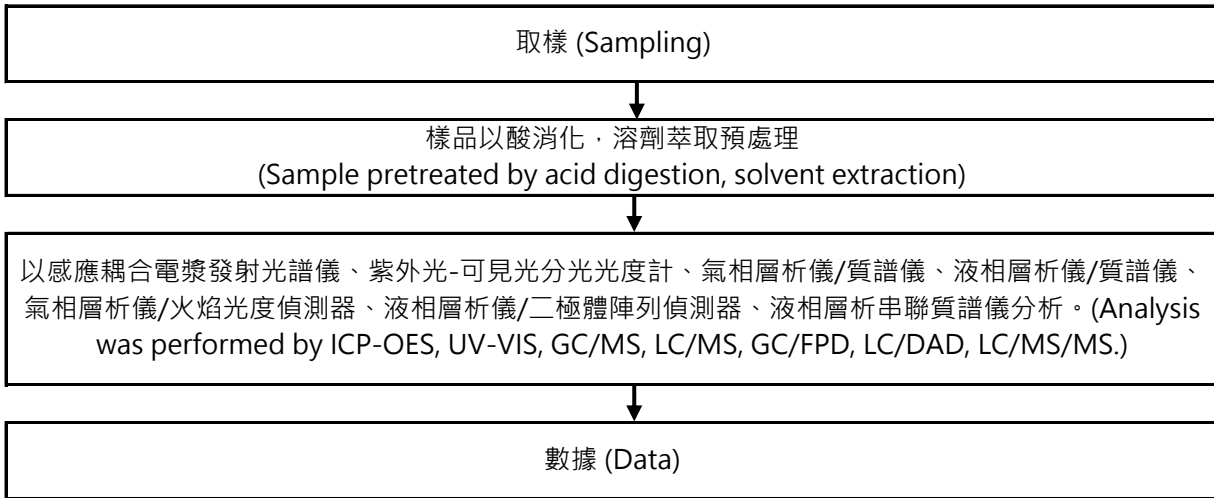 取樣 (Sampling)
樣品以酸消化，溶劑萃取預處理
(Sample pretreated by acid digestion, solvent extraction)
以感應耦合電漿發射光譜儀、紫外光-可見光分光光度計、氣相層析儀/質譜儀、液相層析儀/質譜儀、
氣相層析儀/火焰光度偵測器、液相層析儀/二極體陣列偵測器、液相層析串聯質譜儀分析。(Analysis
was performed by ICP-OES, UV-VIS, GC/MS, LC/MS, GC/FPD, LC/DAD, LC/MS/MS.)
數據 (Data)